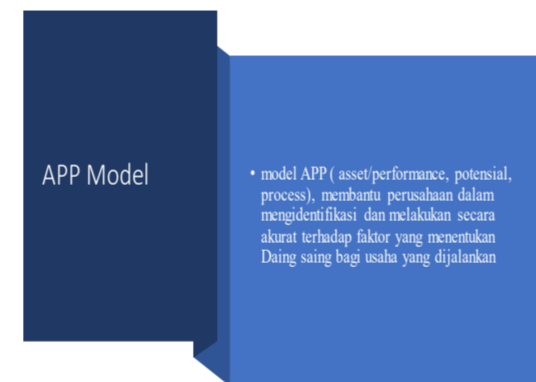 APP Model
• model APP ( asset/performance, potensial,
process), membantu perusahaan dalam
mengidentifikasi dan melakukan secara
akurat terhadap faktor yang menentukan
Daing saing bagi usaha yang dijalankan